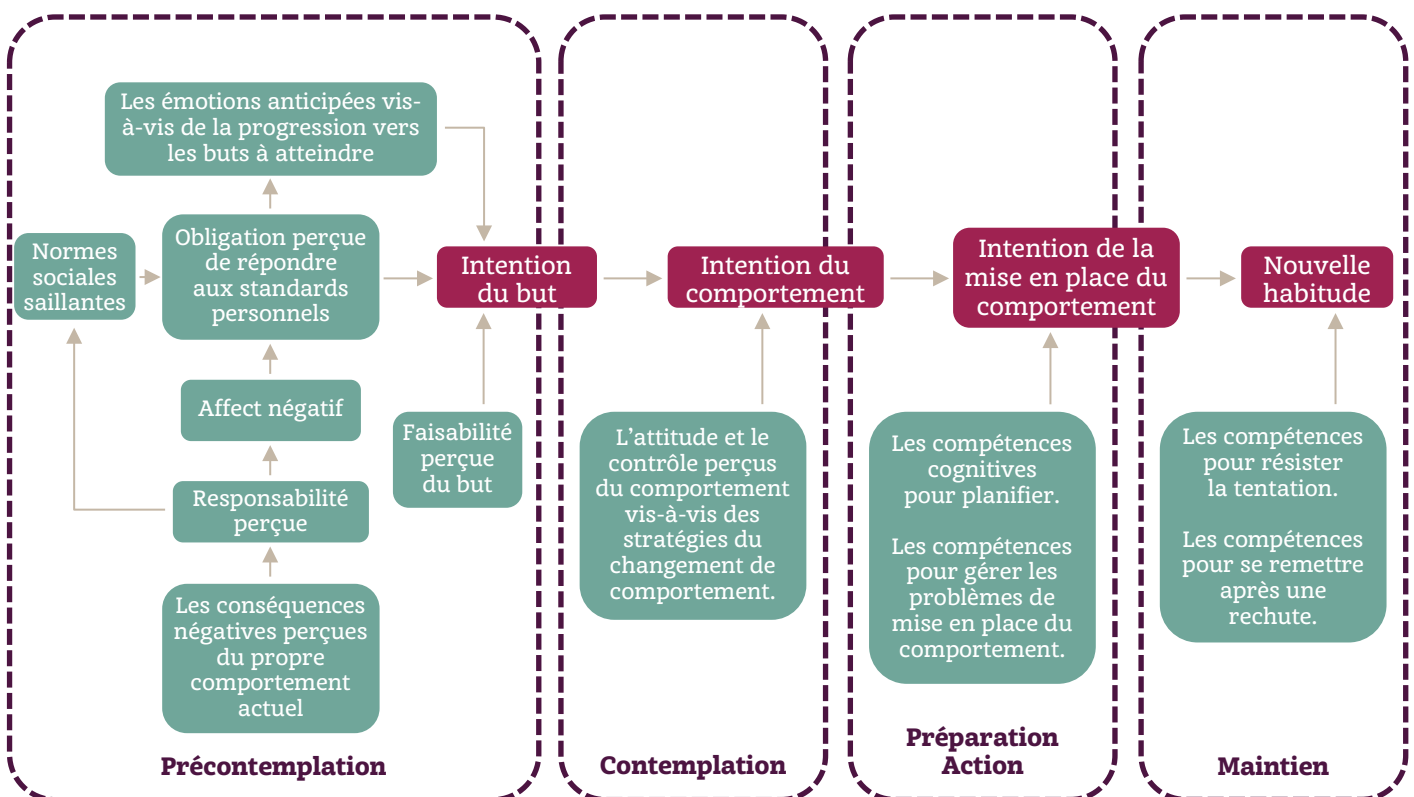 Les émotions anticipées vis-
à-vis de la progression vers
les buts à atteindre
Normes
sociales
saillantes
Obligation perçue
de répondre
aux standards
personnels
Affect négatif
Responsabilité
perçue
Les conséquences
négatives perçues
du propre
comportement
actuel
Intention
du but
Faisabilité
perçue
du but
Précontemplation
Intention du
comportement
L’attitude et le
contrôle perçus
du comportement
vis-à-vis des
stratégies du
changement de
comportement.
Contemplation
Intention de la
mise en place du
comportement
Les compétences
cognitives
pour planifier.
Les compétences
pour gérer les
problèmes de
mise en place du
comportement.
Préparation
Action
Nouvelle
habitude
Les compétences
pour résister
la tentation.
Les compétences
pour se remettre
après une
rechute.
Maintien